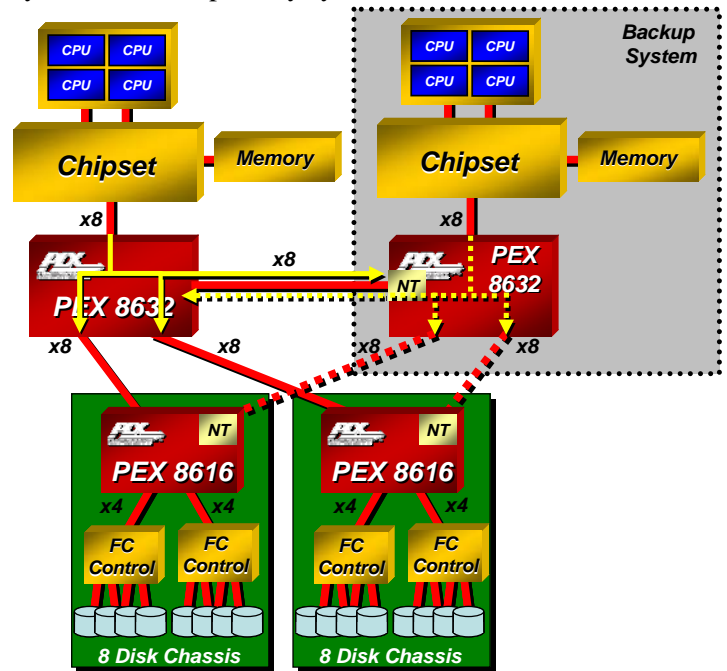 CPU CPU
CPU CPU
Chipset
Memory
x8
CPU CPU
CPU CPU
Backup
System
Chipset
Memory
x8
PEX 8632
x8
NT
PEX
8632
x8
x8
x8
x8
NT
PEX 8616
x4
x4
FC
Control
FC
Control
8 Disk Chassis
NT
PEX 8616
x4
x4
FC
Control
FC
Control
8 Disk Chassis